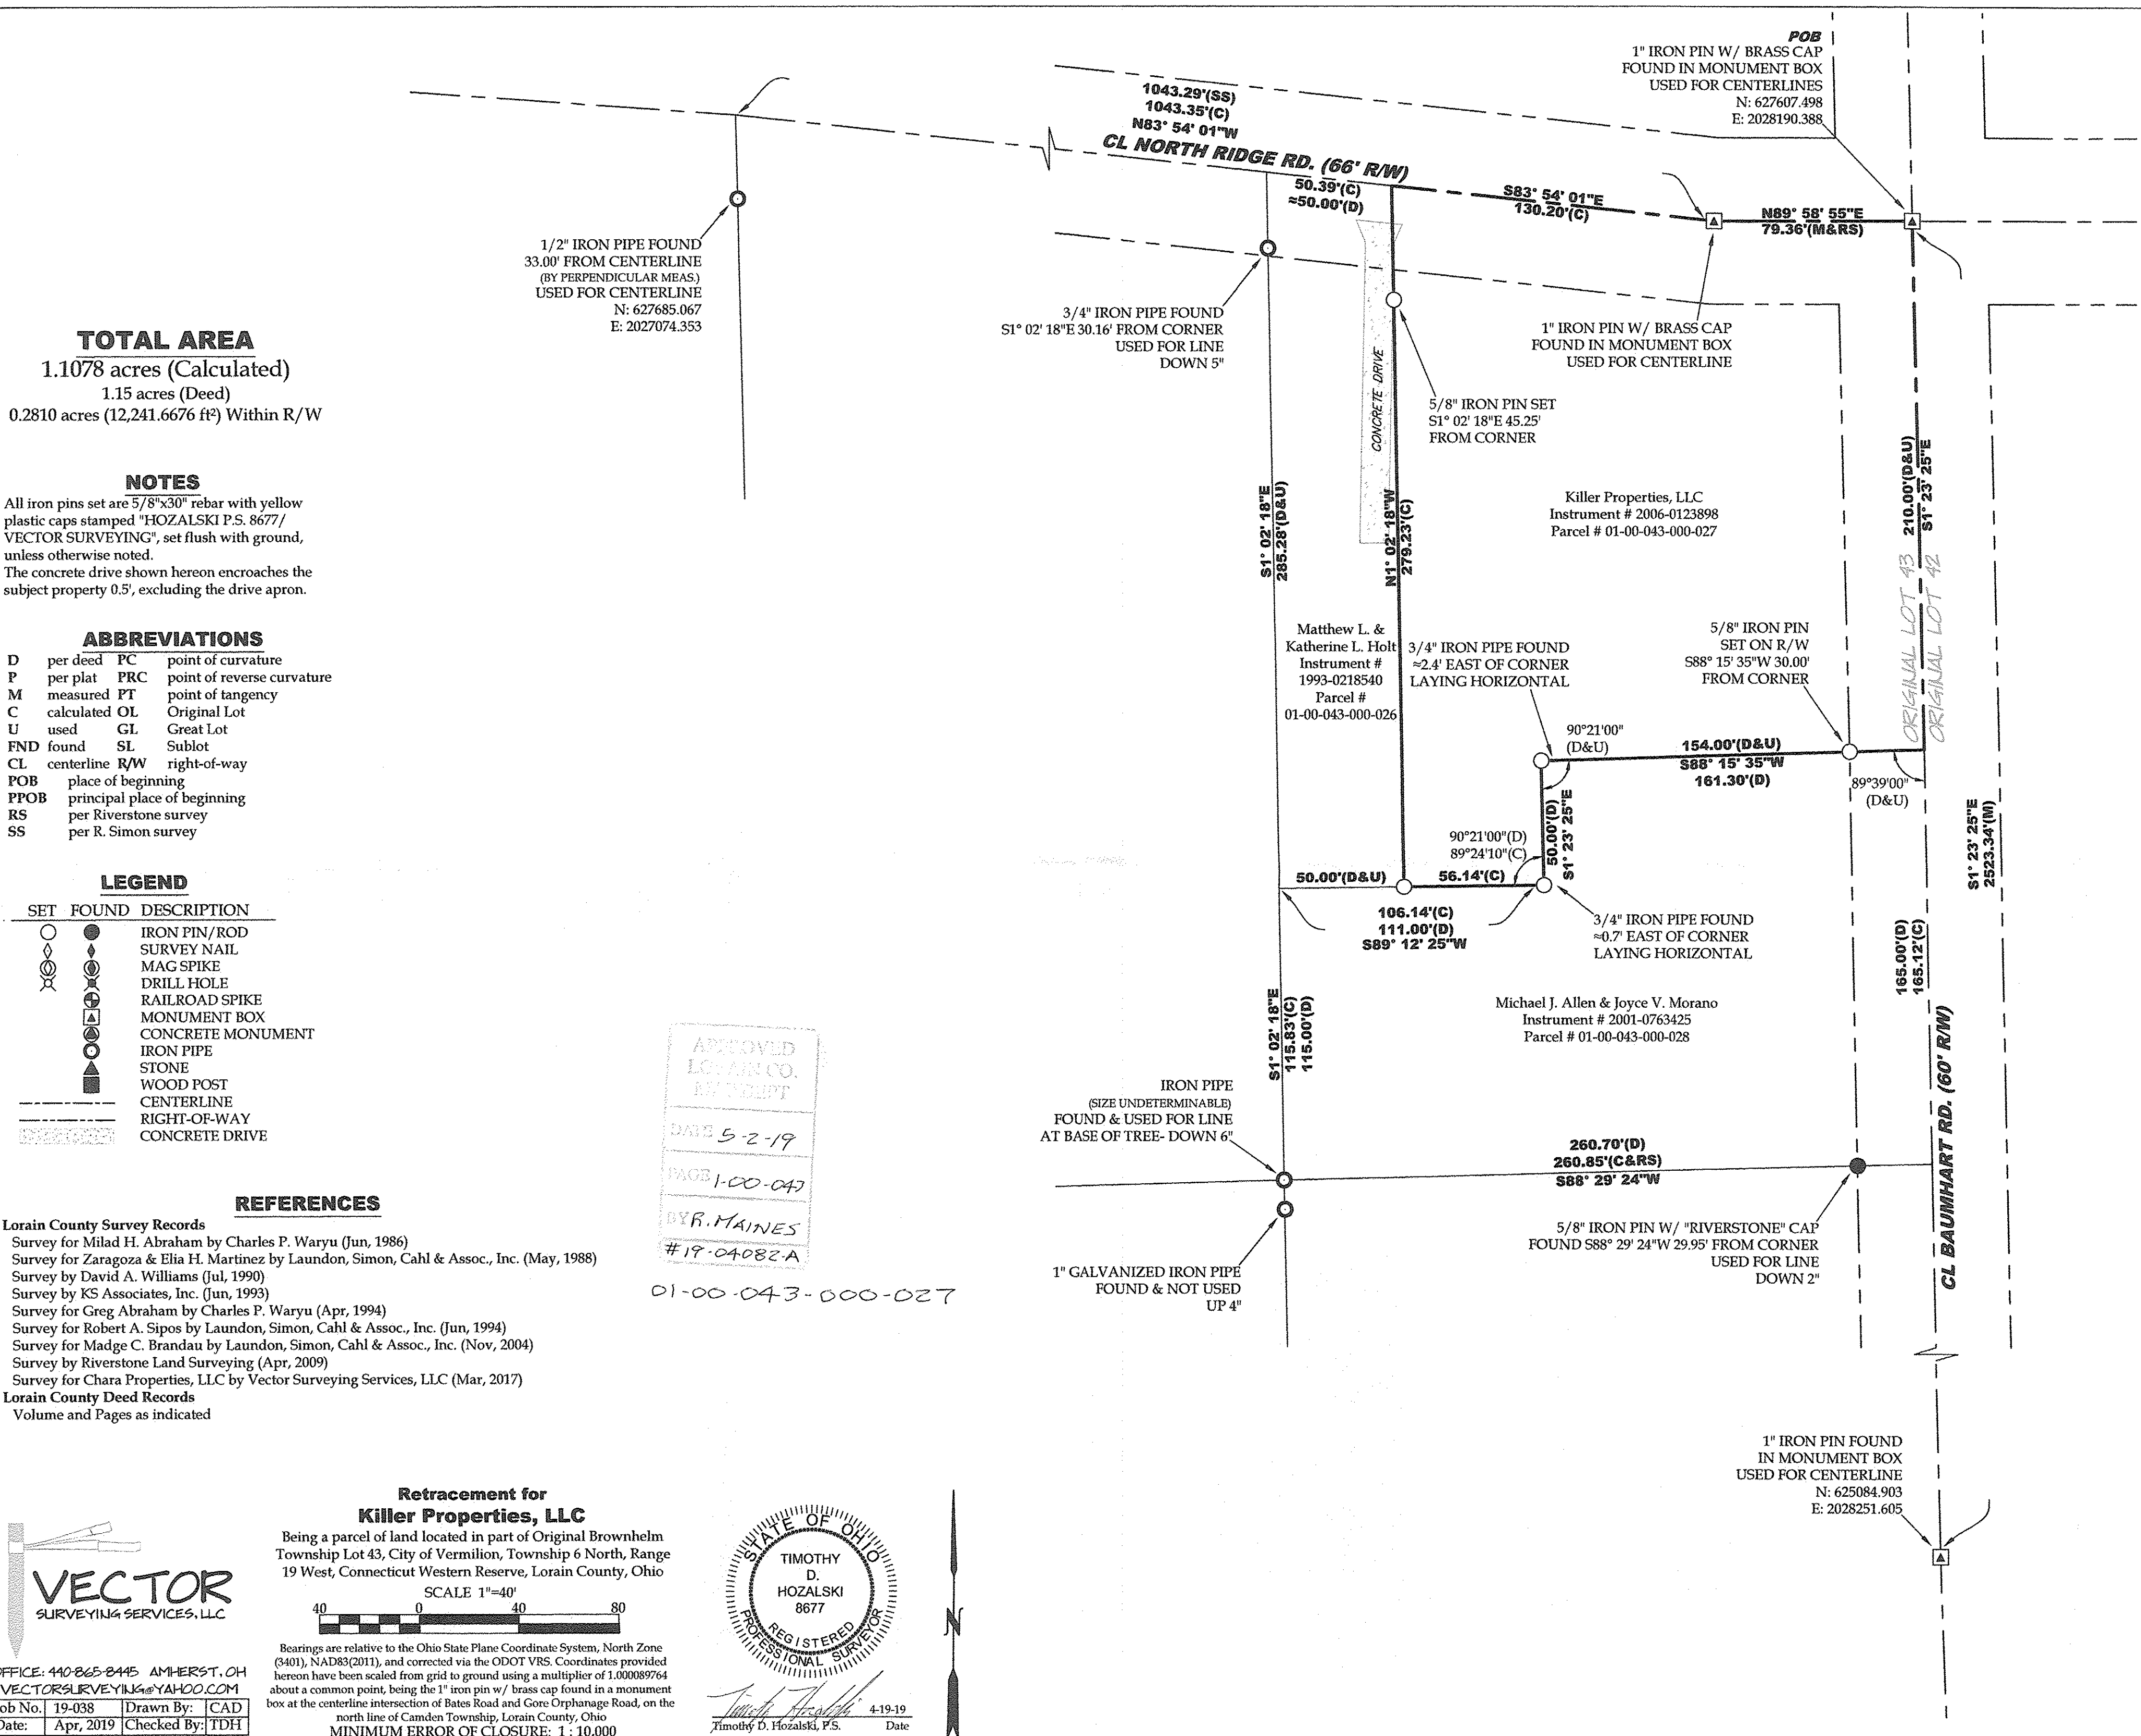 POB
1" IRON PIN W/ BRASS CAP
FOUND IN MONUMENT BOX
USED FOR CENTERLINES
N: 627607.498
E: 2028190.388
1043.29'(SS)
1043.35'(C)
N83° 54' 01"W
CL NORTH RIDGE RD. (66' R/W)
50.39'(C)
≈50.00'(D)
S83° 54' 01"E
130.20'(C)
N89° 58' 55"E
79.36'(M&RS)
1/2" IRON PIPE FOUND
33.00' FROM CENTERLINE
(BY PERPENDICULAR MEAS.)
USED FOR CENTERLINE
N: 627685.067
E: 2027074.353
3/4" IRON PIPE FOUND
S1° 02' 18"E 30.16' FROM CORNER
USED FOR LINE
DOWN 5"
1" IRON PIN W/ BRASS CAP
FOUND IN MONUMENT BOX
USED FOR CENTERLINE
CONCRETE DRIVE
5/8" IRON PIN SET
S1° 02' 18"E 45.25'
FROM CORNER
TOTAL AREA
1.1078 acres (Calculated)
1.15 acres (Deed)
0.2810 acres (12,241.6676 ft²) Within R/W
NOTES
All iron pins set are 5/8"x30" rebar with yellow
plastic caps stamped "HOZALSKI P.S. 8677/
VECTOR SURVEYING", set flush with ground,
unless otherwise noted.
The concrete drive shown hereon encroaches the
subject property 0.5', excluding the drive apron.
S1° 02' 18"E
285.28'(D&U)
N1° 02' 18"W
279.23'(C)
Killer Properties, LLC
Instrument # 2006-0123898
Parcel # 01-00-043-000-027
210.00'(D&U)
S1° 23' 25"E
ORIGINAL LOT 43
ORIGINAL LOT 42
ABBREVIATIONS
D per deed PC point of curvature
P per plat PRC point of reverse curvature
M measured PT point of tangency
C calculated OL Original Lot
U used GL Great Lot
FND found SL Sublot
CL centerline R/W right-of-way
POB place of beginning
PPOB principal place of beginning
RS per Riverstone survey
SS per R. Simon survey
Matthew L. &
Katherine L. Holt
Instrument #
1993-0218540
Parcel #
01-00-043-000-026
3/4" IRON PIPE FOUND
≈2.4' EAST OF CORNER
LAYING HORIZONTAL
5/8" IRON PIN
SET ON R/W
S88° 15' 35"W 30.00'
FROM CORNER
90°21'00"
(D&U)
154.00'(D&U)
S88° 15' 35"W
161.30'(D)
89°39'00"
(D&U)
50.00'(D)
S1° 23' 25"E
90°21'00"(D)
89°24'10"(C)
S1° 23' 25"E
2523.34'(M)
50.00'(D&U)
56.14'(C)
106.14'(C)
111.00'(D)
S89° 12' 25"W
3/4" IRON PIPE FOUND
≈0.7' EAST OF CORNER
LAYING HORIZONTAL
165.00'(D)
165.12'(C)
LEGEND
SET FOUND DESCRIPTION
IRON PIN/ROD
SURVEY NAIL
MAG SPIKE
DRILL HOLE
RAILROAD SPIKE
MONUMENT BOX
CONCRETE MONUMENT
IRON PIPE
STONE
WOOD POST
CENTERLINE
RIGHT-OF-WAY
CONCRETE DRIVE
S1° 02' 18"E
115.83'(C)
115.00'(D)
Michael J. Allen & Joyce V. Morano
Instrument # 2001-0763425
Parcel # 01-00-043-000-028
CL BAUMHART RD. (60' R/W)
APPROVED
LORAIN CO.
DEPT
DATE 5-2-19
PAGE 1-00-043
BY R. MAINES
#19-04082-A
01-00-043-000-027
IRON PIPE
(SIZE UNDETERMINABLE)
FOUND & USED FOR LINE
AT BASE OF TREE- DOWN 6"
260.70'(D)
260.85'(C&RS)
S88° 29' 24"W
1" GALVANIZED IRON PIPE
FOUND & NOT USED
UP 4"
5/8" IRON PIN W/ "RIVERSTONE" CAP
FOUND S88° 29' 24"W 29.95' FROM CORNER
USED FOR LINE
DOWN 2"
REFERENCES
Lorain County Survey Records
Survey for Milad H. Abraham by Charles P. Waryu (Jun, 1986)
Survey for Zaragoza & Elia H. Martinez by Laundon, Simon, Cahl & Assoc., Inc. (May, 1988)
Survey by David A. Williams (Jul, 1990)
Survey by KS Associates, Inc. (Jun, 1993)
Survey for Greg Abraham by Charles P. Waryu (Apr, 1994)
Survey for Robert A. Sipos by Laundon, Simon, Cahl & Assoc., Inc. (Jun, 1994)
Survey for Madge C. Brandau by Laundon, Simon, Cahl & Assoc., Inc. (Nov, 2004)
Survey by Riverstone Land Surveying (Apr, 2009)
Survey for Chara Properties, LLC by Vector Surveying Services, LLC (Mar, 2017)
Lorain County Deed Records
Volume and Pages as indicated
1" IRON PIN FOUND
IN MONUMENT BOX
USED FOR CENTERLINE
N: 625084.903
E: 2028251.605
VECTOR
SURVEYING SERVICES, LLC
OFFICE: 440-865-8445 AMHERST, OH
VECTORSURVEYING@YAHOO.COM
Job No. 19-038 Drawn By: CAD
Date: Apr, 2019 Checked By: TDH
Retracement for
Killer Properties, LLC
Being a parcel of land located in part of Original Brownhelm
Township Lot 43, City of Vermilion, Township 6 North, Range
19 West, Connecticut Western Reserve, Lorain County, Ohio
SCALE 1"=40'
40 0 40 80
Bearings are relative to the Ohio State Plane Coordinate System, North Zone
(3401), NAD83(2011), and corrected via the ODOT VRS. Coordinates provided
hereon have been scaled from grid to ground using a multiplier of 1.000089764
about a common point, being the 1" iron pin w/ brass cap found in a monument
box at the centerline intersection of Bates Road and Gore Orphanage Road, on the
north line of Camden Township, Lorain County, Ohio
MINIMUM ERROR OF CLOSURE: 1 : 10,000
STATE OF OHIO
TIMOTHY
D.
HOZALSKI
8677
REGISTERED
PROFESSIONAL SURVEYOR
4-19-19
Timothy D. Hozalski, P.S. Date
N